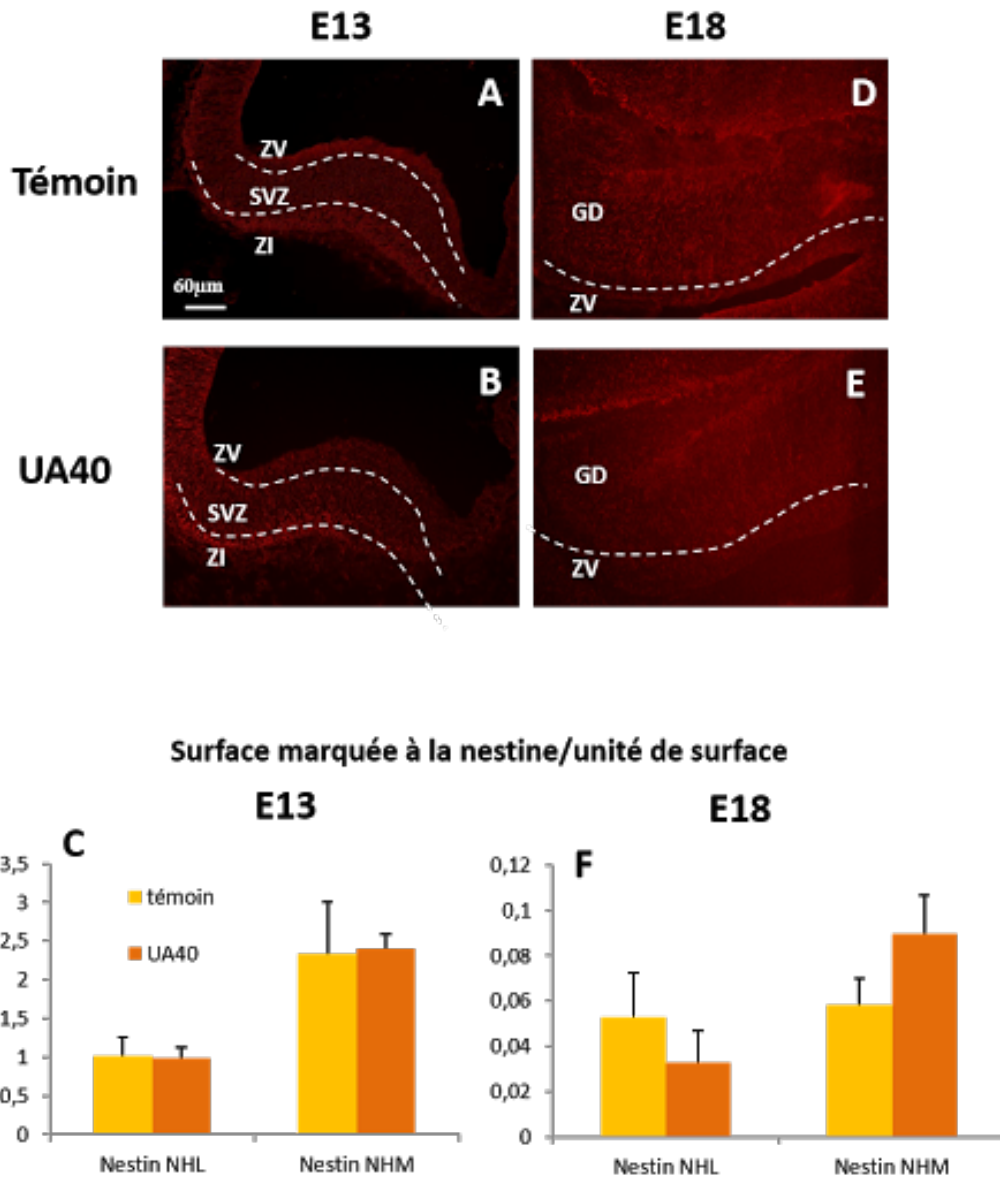 E13 E18
Témoin
A
ZV
SVZ
ZI
60µm
D
GD
ZV
UA40
B
ZV
SVZ
ZI
E
GD
ZV
Surface marquée à la nestine/unité de surface
E13
E18
C
3,5
3
2,5
2
1,5
1
0,5
0
témoin
UA40
Nestin NHL Nestin NHM
F
0,12
0,1
0,08
0,06
0,04
0,02
0
Nestin NHL Nestin NHM